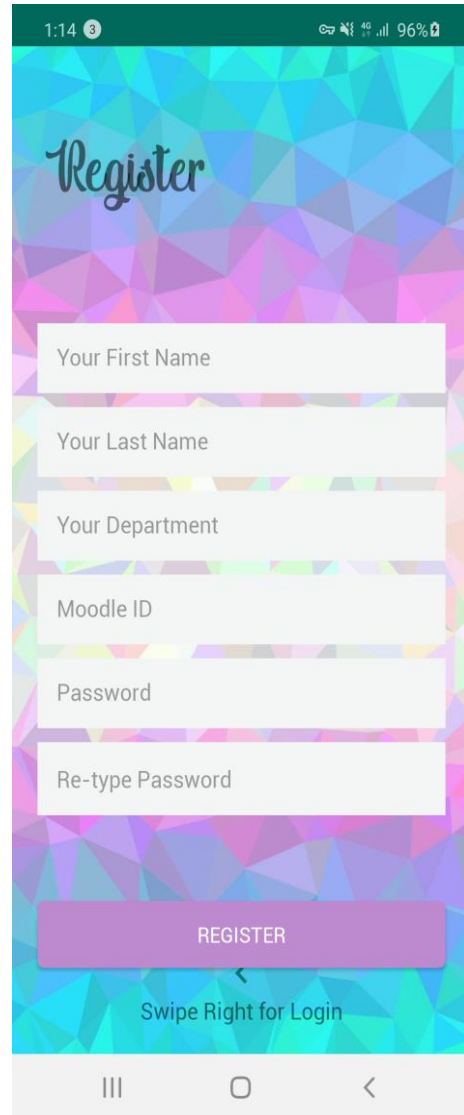 1:14 3 4G 96%
Register
Your First Name
Your Last Name
Your Department
Moodle ID
Password
Re-type Password
REGISTER
Swipe Right for Login